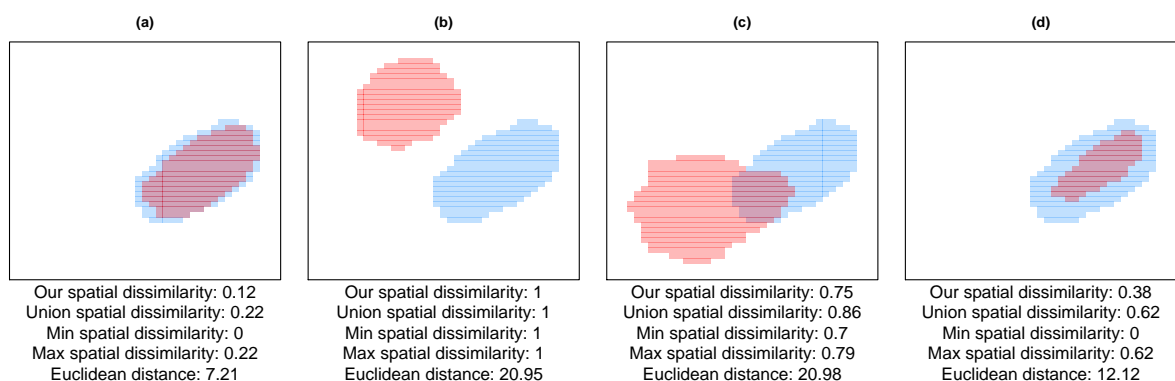 (a)
Our spatial dissimilarity: 0.12
Union spatial dissimilarity: 0.22
Min spatial dissimilarity: 0
Max spatial dissimilarity: 0.22
Euclidean distance: 7.21
(b)
Our spatial dissimilarity: 1
Union spatial dissimilarity: 1
Min spatial dissimilarity: 1
Max spatial dissimilarity: 1
Euclidean distance: 20.95
(c)
Our spatial dissimilarity: 0.75
Union spatial dissimilarity: 0.86
Min spatial dissimilarity: 0.7
Max spatial dissimilarity: 0.79
Euclidean distance: 20.98
(d)
Our spatial dissimilarity: 0.38
Union spatial dissimilarity: 0.62
Min spatial dissimilarity: 0
Max spatial dissimilarity: 0.62
Euclidean distance: 12.12